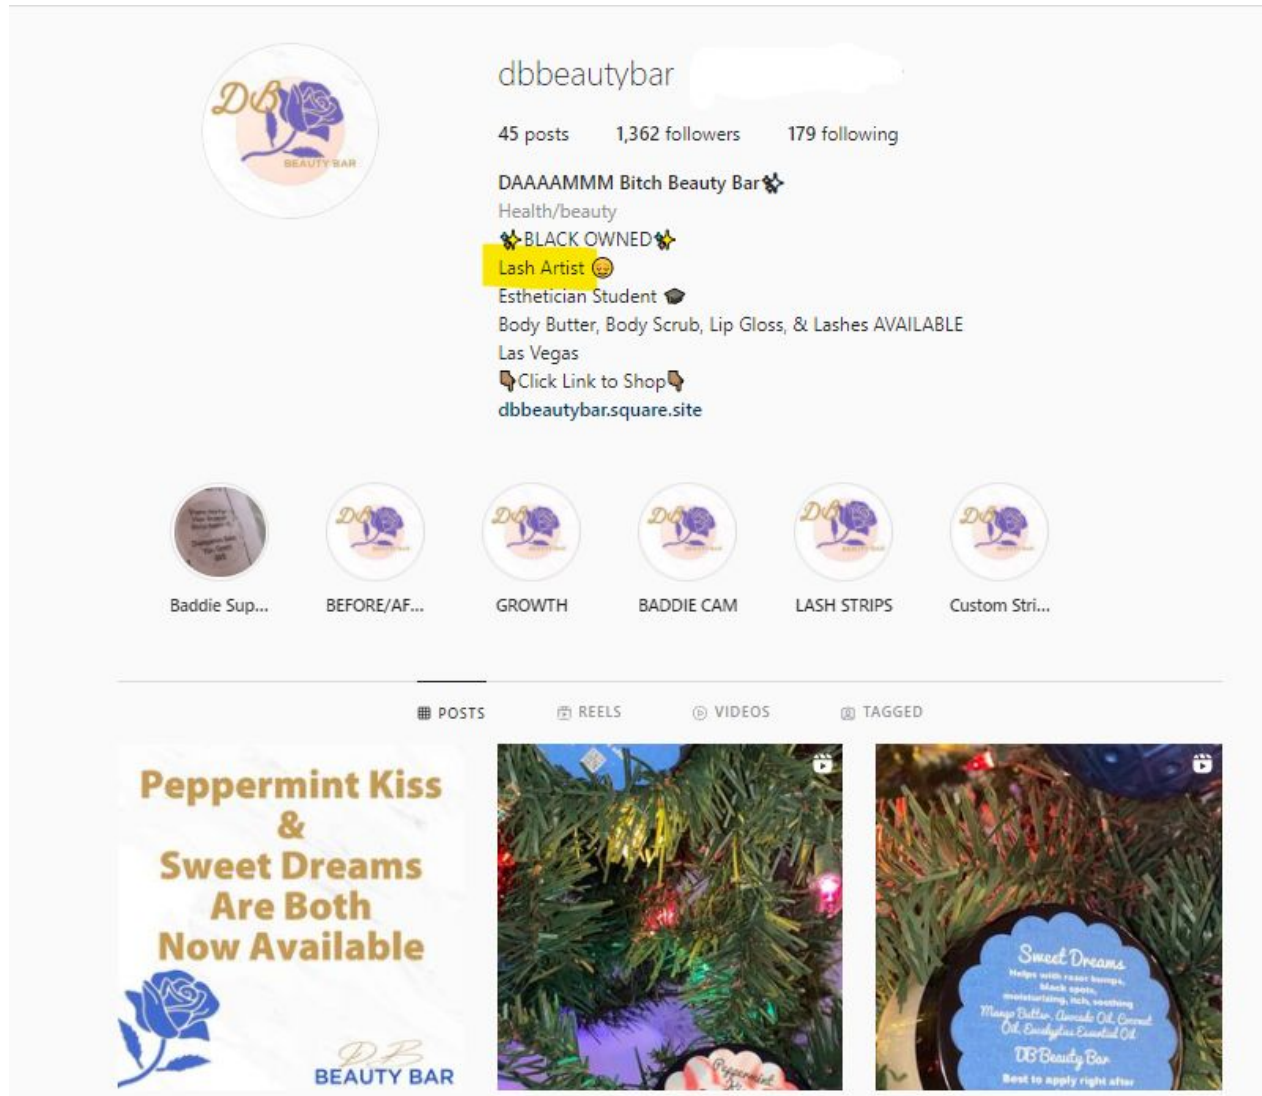 DB
BEAUTY BAR
dbbeautybar
45 posts 1,362 followers 179 following
DAAAAMMM Bitch Beauty Bar
Health/beauty
BLACK OWNED
Lash Artist
Esthetician Student
Body Butter, Body Scrub, Lip Gloss, & Lashes AVAILABLE
Las Vegas
Click Link to Shop
dbbeautybar.square.site
Baddie Sup... BEFORE/AF... GROWTH BADDIE CAM LASH STRIPS Custom Stri...
POSTS REELS VIDEOS TAGGED
Peppermint Kiss
&
Sweet Dreams
Are Both
Now Available
DB
BEAUTY BAR
Peppermint
Sweet Dreams
Helps with razor bumps,
black spots,
moisturizing, itch, soothing
Mango Butter, Avocado Oil, Coconut
Oil, Eucalyptus Essential Oil
DB Beauty Bar
Best to apply right after